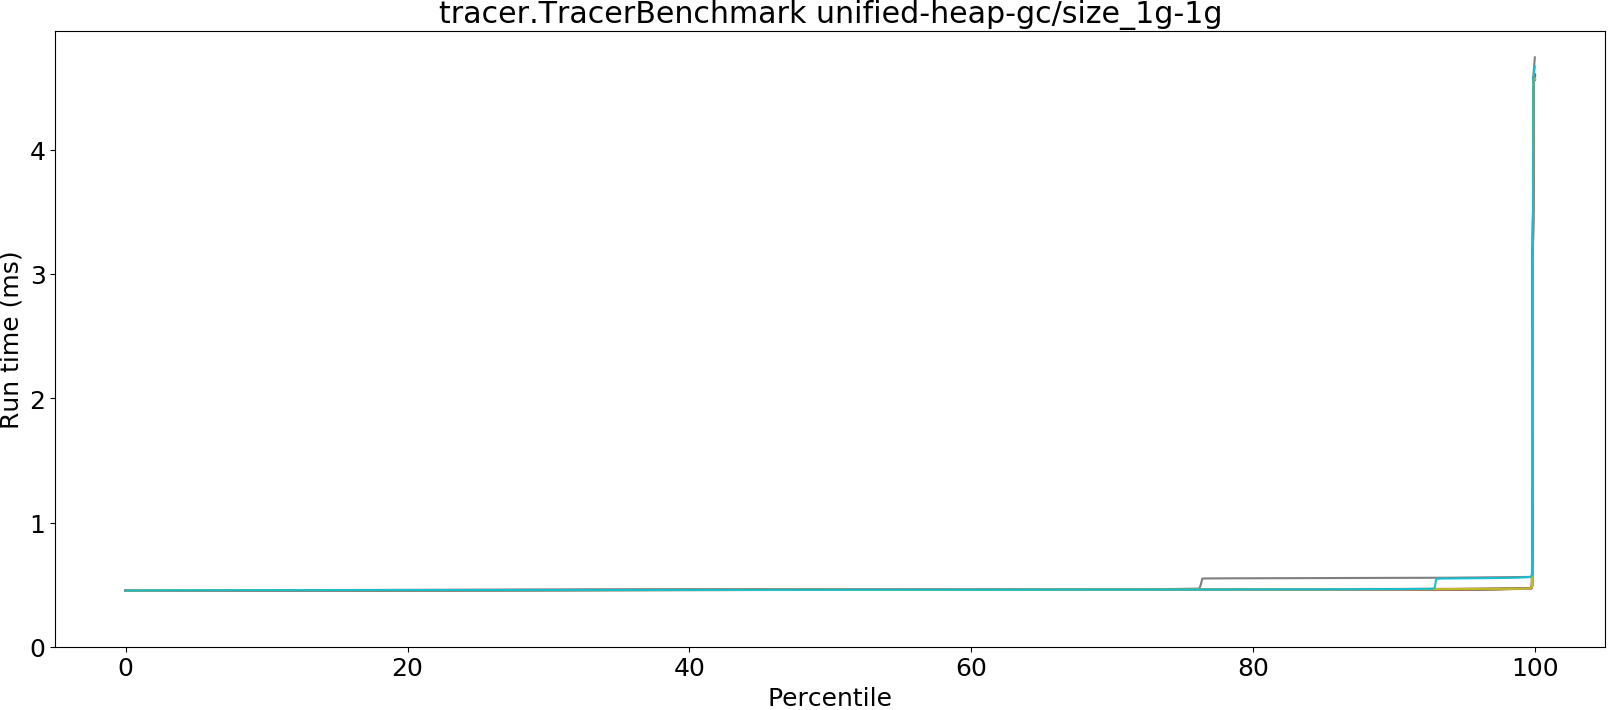 tracer.TracerBenchmark unified-heap-gc/size_1g-1g
Run time (ms)
4
3
2
1
0
0 20 40 60 80 100
Percentile